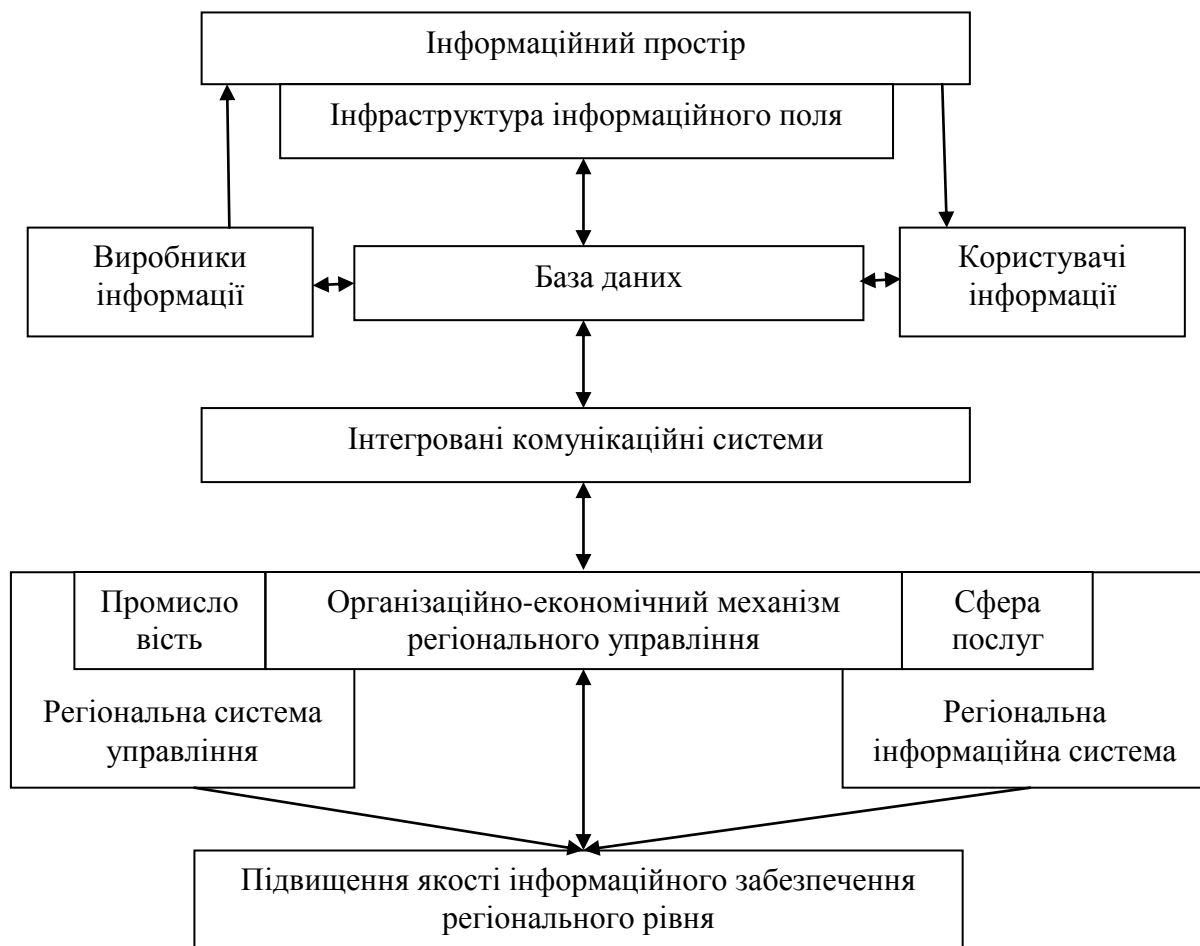 Інформаційний простір
Інфраструктура інформаційного поля
Виробники
інформації
База даних
Користувачі
інформації
Інтегровані комунікаційні системи
Промисло
вість
Організаційно-економічний механізм
регіонального управління
Сфера
послуг
Регіональна система
управління
Регіональна
інформаційна система
Підвищення якості інформаційного забезпечення
регіонального рівня